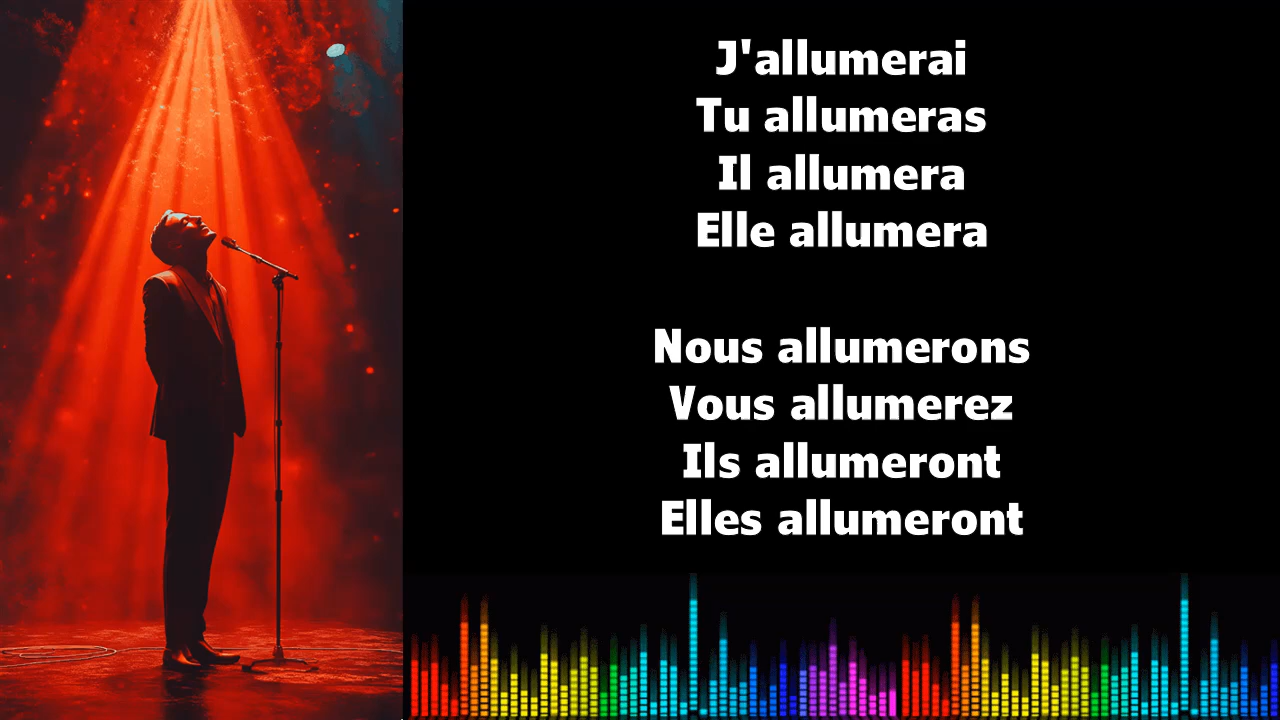 J'allumerai
Tu allumeras
Il allumera
Elle allumera
Nous allumerons
Vous allumerez
Ils allumeront
Elles allumeront